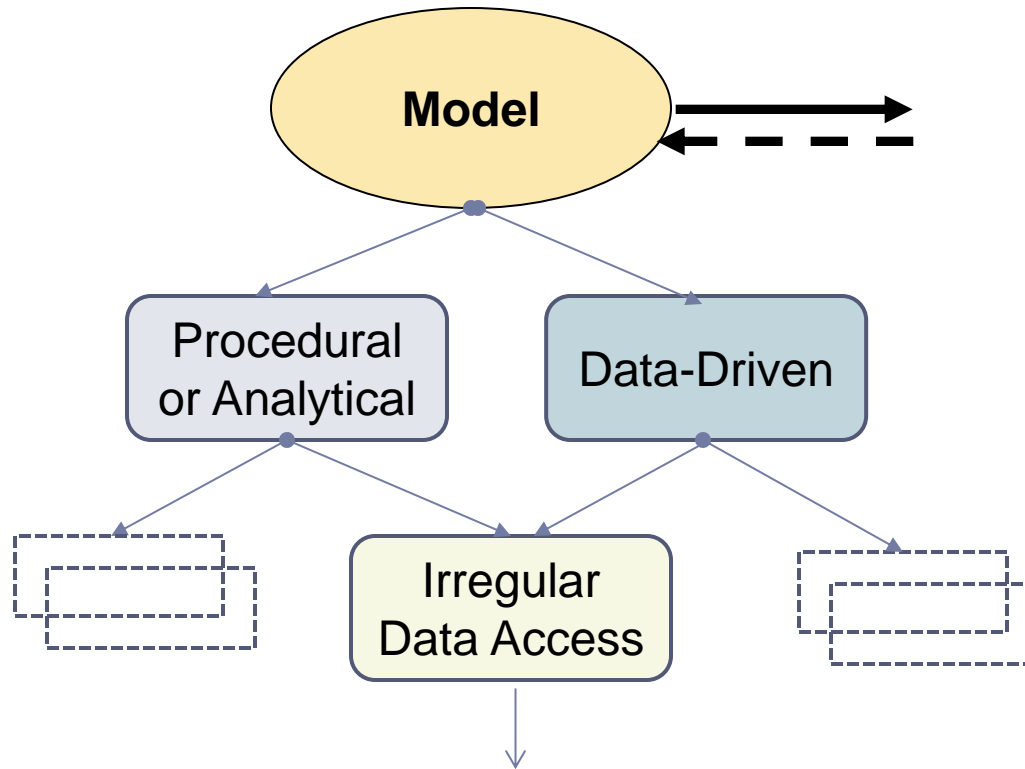 Model
Procedural
or Analytical
Data-Driven
Irregular
Data Access